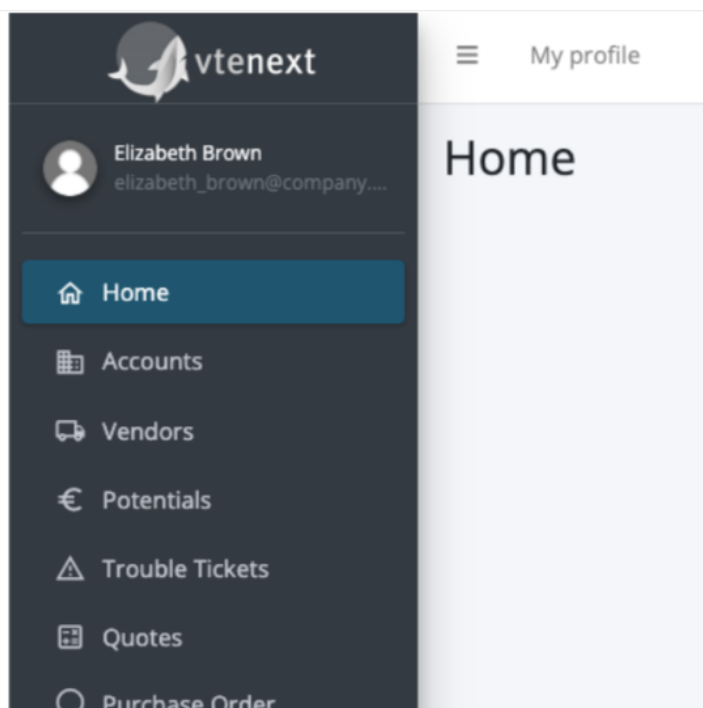 vtenext
My profile
Elizabeth Brown
elizabeth_brown@company....
Home
Home
Accounts
Vendors
Potentials
Trouble Tickets
Quotes
Purchase Order